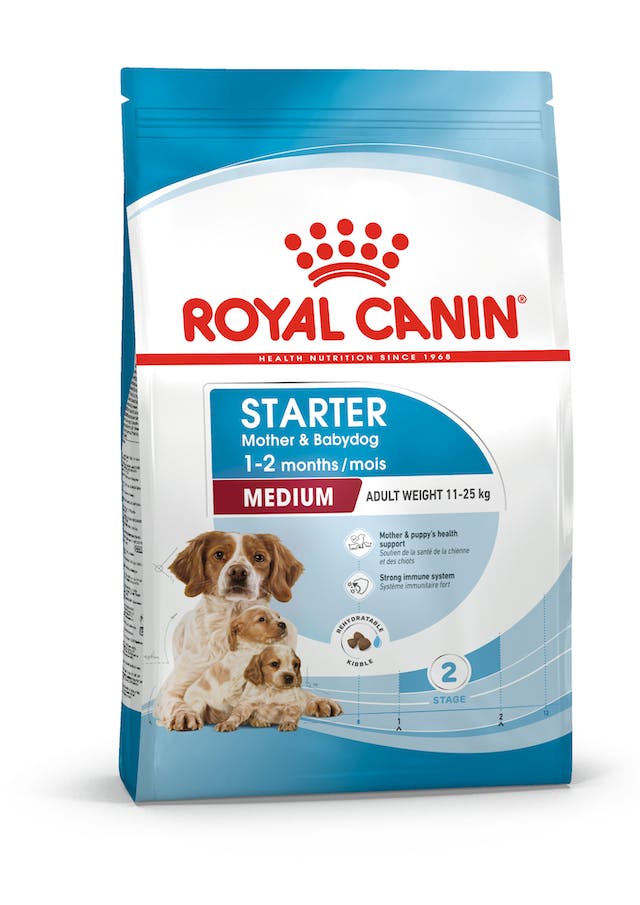 ROYAL CANIN®
HEALTH NUTRITION SINCE 1968
STARTER
Mother & Babydog
1-2 months/mois
MEDIUM ADULT WEIGHT 11-25 kg
Mother & puppy's health
support
Soutien de la santé de la chienne
et des chiots
Strong immune system
Système immunitaire fort
REHYDRATABLE
KIBBLE
2
STAGE
1 2 12